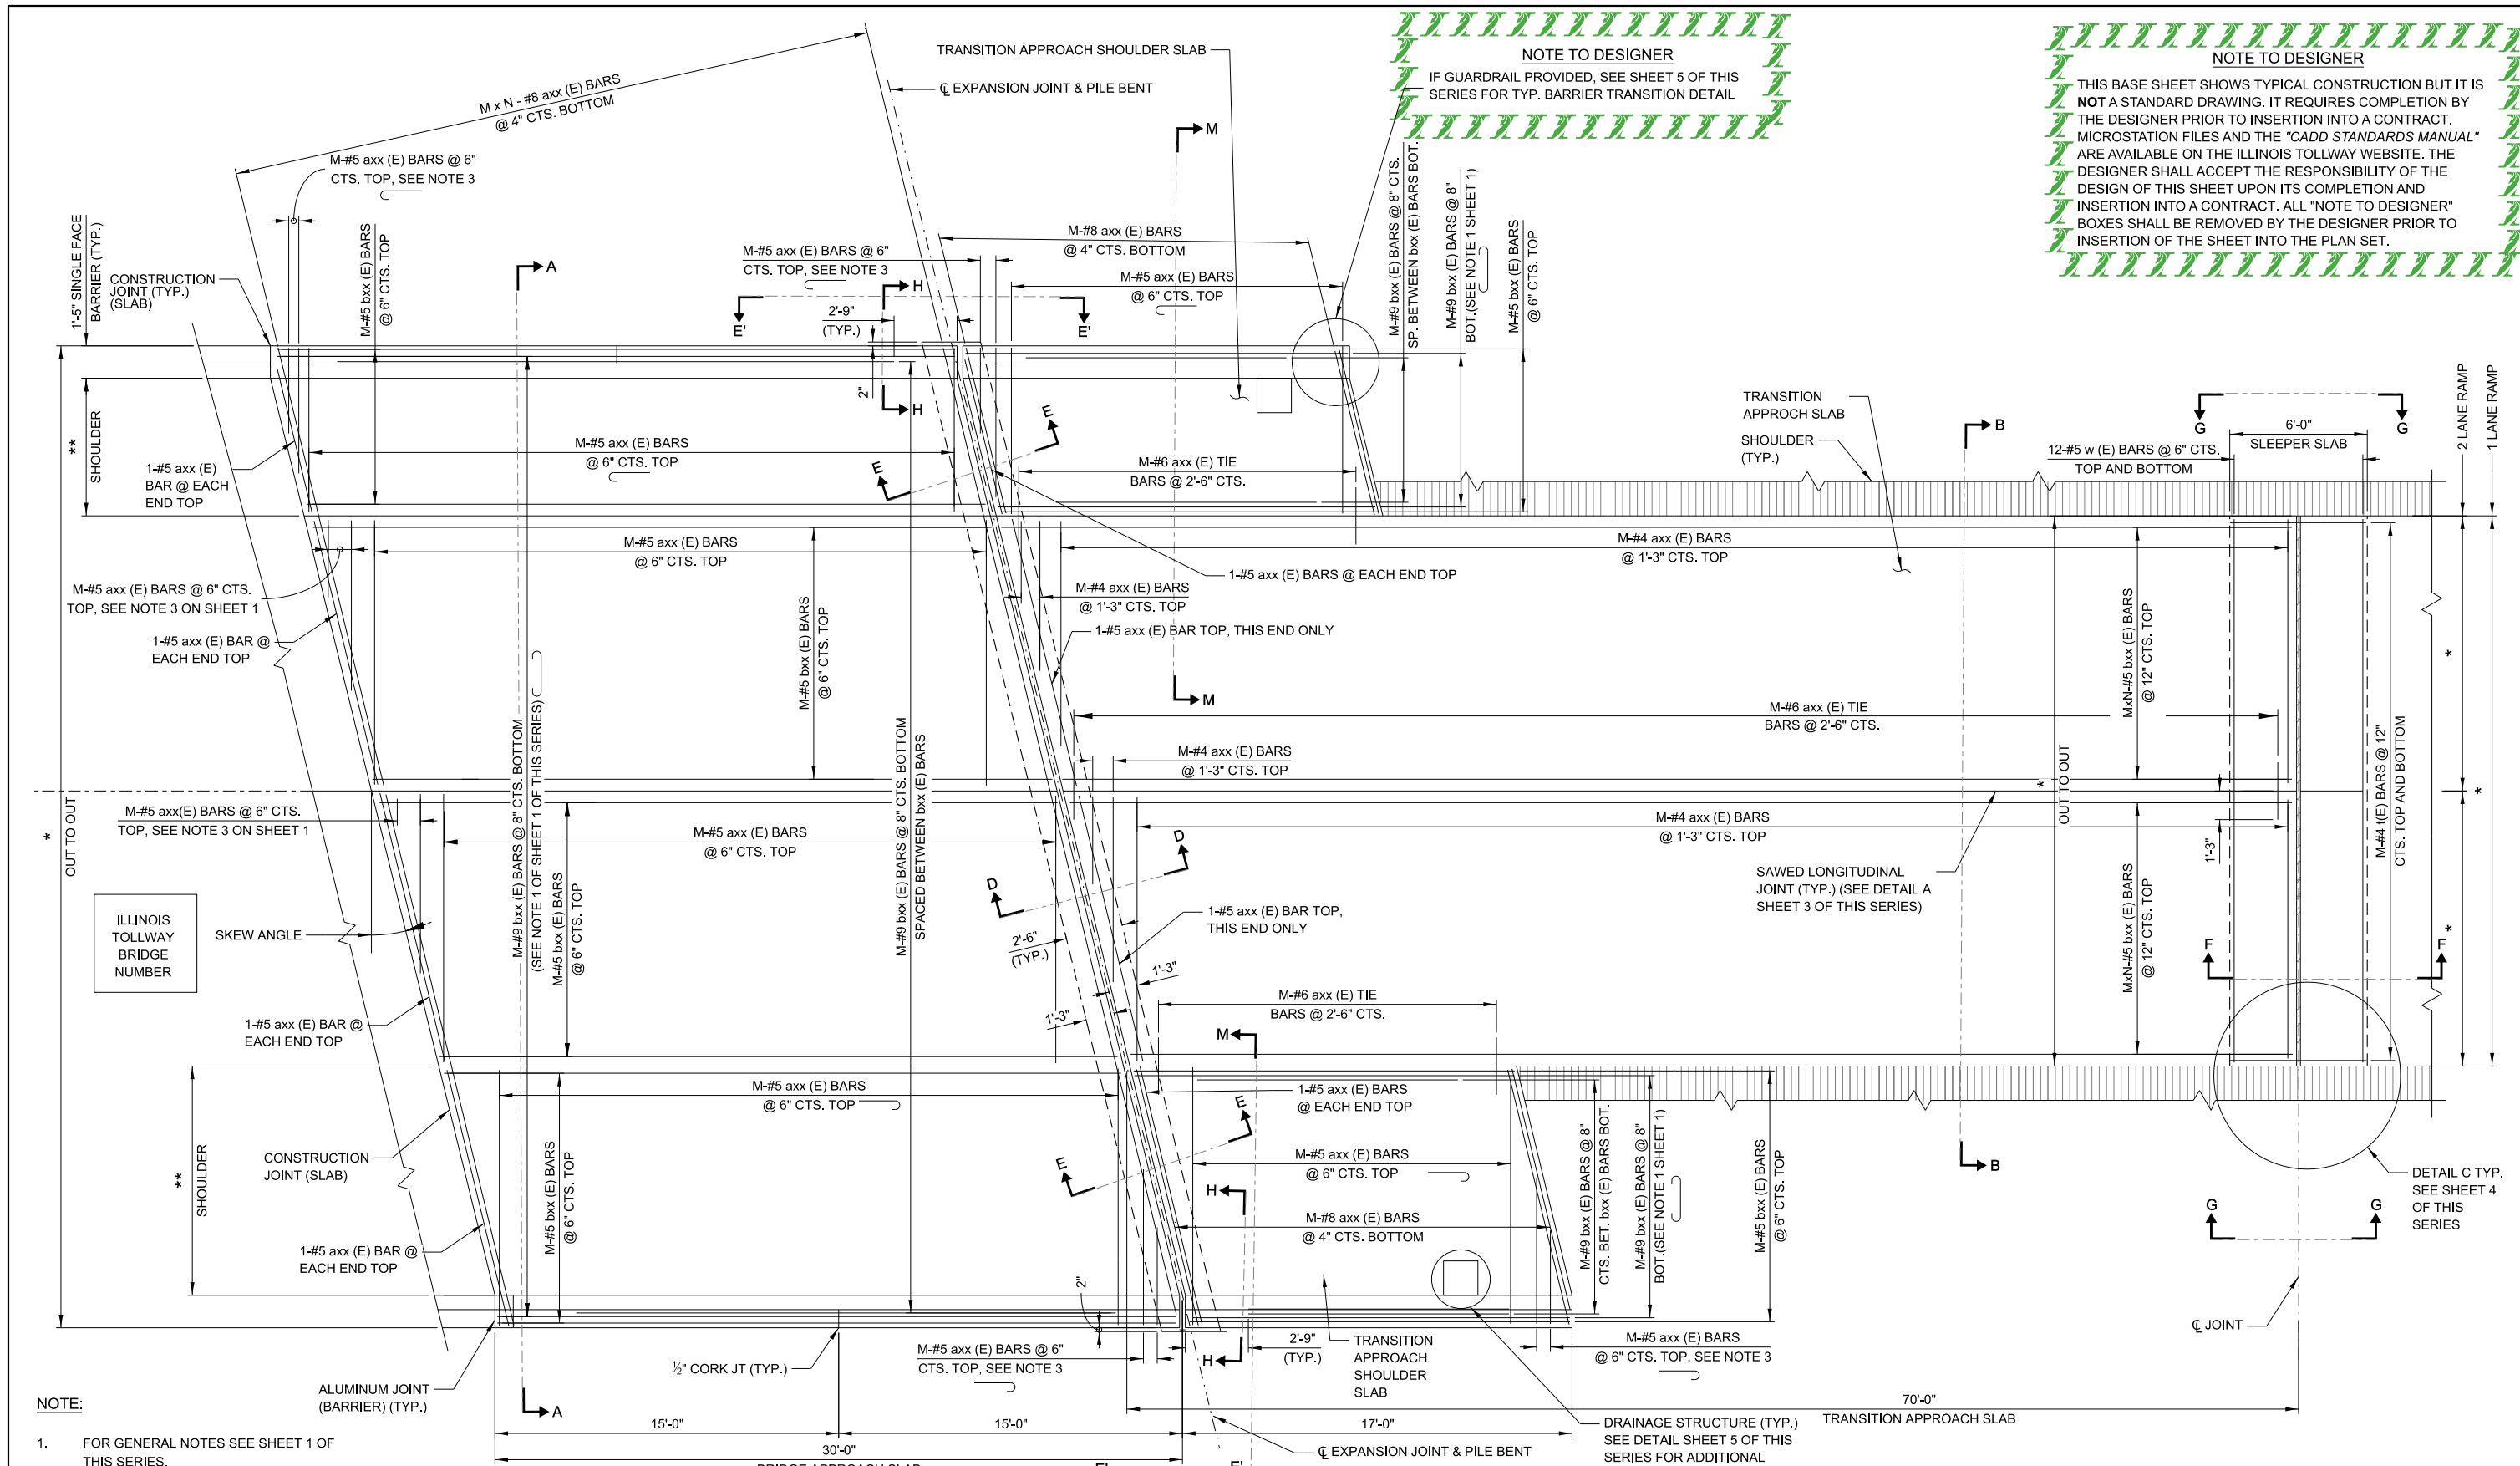 TRANSITION APPROACH SHOULDER SLAB
℄ EXPANSION JOINT & PILE BENT
NOTE TO DESIGNER
IF GUARDRAIL PROVIDED, SEE SHEET 5 OF THIS
SERIES FOR TYP. BARRIER TRANSITION DETAIL
NOTE TO DESIGNER
THIS BASE SHEET SHOWS TYPICAL CONSTRUCTION BUT IT IS
NOT A STANDARD DRAWING. IT REQUIRES COMPLETION BY
THE DESIGNER PRIOR TO INSERTION INTO A CONTRACT.
MICROSTATION FILES AND THE "CADD STANDARDS MANUAL"
ARE AVAILABLE ON THE ILLINOIS TOLLWAY WEBSITE. THE
DESIGNER SHALL ACCEPT THE RESPONSIBILITY OF THE
DESIGN OF THIS SHEET UPON ITS COMPLETION AND
INSERTION INTO A CONTRACT. ALL "NOTE TO DESIGNER"
BOXES SHALL BE REMOVED BY THE DESIGNER PRIOR TO
INSERTION OF THE SHEET INTO THE PLAN SET.
M x N - #8 axx (E) BARS
@ 4" CTS. BOTTOM
M-#5 axx (E) BARS @ 6"
CTS. TOP, SEE NOTE 3
1'-5" SINGLE FACE
BARRIER (TYP.)
CONSTRUCTION
JOINT (TYP.)
(SLAB)
M-#5 bxx (E) BARS
@ 6" CTS. TOP
A
M
M-#5 axx (E) BARS @ 6"
CTS. TOP, SEE NOTE 3
H
E'
E'
2'-9"
(TYP.)
2"
H
M-#8 axx (E) BARS
@ 4" CTS. BOTTOM
M-#5 axx (E) BARS
@ 6" CTS. TOP
M-#9 bxx (E) BARS @ 8" CTS.
SP. BETWEEN bxx (E) BARS BOT.
M-#9 bxx (E) BARS @ 8"
BOT.(SEE NOTE 1 SHEET 1)
M-#5 bxx (E) BARS
@ 6" CTS. TOP
**
SHOULDER
1-#5 axx (E)
BAR @ EACH
END TOP
M-#5 axx (E) BARS
@ 6" CTS. TOP
E
E
M-#6 axx (E) TIE
BARS @ 2'-6" CTS.
TRANSITION
APPROCH SLAB
SHOULDER
(TYP.)
B
G
G
6'-0"
SLEEPER SLAB
12-#5 w (E) BARS @ 6" CTS.
TOP AND BOTTOM
2 LANE RAMP
1 LANE RAMP
M-#5 axx (E) BARS
@ 6" CTS. TOP
M-#4 axx (E) BARS
@ 1'-3" CTS. TOP
M-#5 axx (E) BARS @ 6" CTS.
TOP, SEE NOTE 3 ON SHEET 1
1-#5 axx (E) BARS @ EACH END TOP
M-#4 axx (E) BARS
@ 1'-3" CTS. TOP
1-#5 axx (E) BAR TOP, THIS END ONLY
1-#5 axx (E) BAR @
EACH END TOP
M-#5 bxx (E) BARS
@ 6" CTS. TOP
M
MxN-#5 bxx (E) BARS
@ 12" CTS. TOP
*
M-#6 axx (E) TIE
BARS @ 2'-6" CTS.
M-#9 bxx (E) BARS @ 8" CTS. BOTTOM
(SEE NOTE 1 OF SHEET 1 OF THIS SERIES)
M-#9 bxx (E) BARS @ 8" CTS. BOTTOM
SPACED BETWEEN bxx (E) BARS
M-#4 axx (E) BARS
@ 1'-3" CTS. TOP
*
OUT TO OUT
M-#4 t(E) BARS @ 12"
CTS. TOP AND BOTTOM
*
*
OUT TO OUT
M-#5 axx(E) BARS @ 6" CTS.
TOP, SEE NOTE 3 ON SHEET 1
M-#5 axx (E) BARS
@ 6" CTS. TOP
M-#4 axx (E) BARS
@ 1'-3" CTS. TOP
1'-3"
D
D
SAWED LONGITUDINAL
JOINT (TYP.) (SEE DETAIL A
SHEET 3 OF THIS SERIES)
ILLINOIS
TOLLWAY
BRIDGE
NUMBER
SKEW ANGLE
M-#5 bxx (E) BARS
@ 6" CTS. TOP
1-#5 axx (E) BAR TOP,
THIS END ONLY
2'-6"
(TYP.)
1'-3"
1'-3"
MxN-#5 bxx (E) BARS
@ 12" CTS. TOP
F
F
*
1-#5 axx (E) BAR @
EACH END TOP
M-#6 axx (E) TIE
BARS @ 2'-6" CTS.
M
**
SHOULDER
CONSTRUCTION
JOINT (SLAB)
M-#5 axx (E) BARS
@ 6" CTS. TOP
1-#5 axx (E) BARS
@ EACH END TOP
E
E
M-#5 bxx (E) BARS
@ 6" CTS. TOP
M-#5 axx (E) BARS
@ 6" CTS. TOP
H
M-#8 axx (E) BARS
@ 4" CTS. BOTTOM
M-#9 bxx (E) BARS @ 8"
CTS. BET. bxx (E) BARS BOT.
M-#9 bxx (E) BARS @ 8"
BOT.(SEE NOTE 1 SHEET 1)
M-#5 bxx (E) BARS
@ 6" CTS. TOP
B
DETAIL C TYP.
SEE SHEET 4
OF THIS
SERIES
G
G
1-#5 axx (E) BAR @
EACH END TOP
2"
℄ JOINT
½" CORK JT (TYP.)
M-#5 axx (E) BARS @ 6"
CTS. TOP, SEE NOTE 3
H
2'-9"
(TYP.)
TRANSITION
APPROACH
SHOULDER
SLAB
M-#5 axx (E) BARS
@ 6" CTS. TOP, SEE NOTE 3
ALUMINUM JOINT
(BARRIER) (TYP.)
A
15'-0"
15'-0"
17'-0"
70'-0"
TRANSITION APPROACH SLAB
DRAINAGE STRUCTURE (TYP.)
SEE DETAIL SHEET 5 OF THIS
SERIES FOR ADDITIONAL
30'-0"
BRIDGE APPROACH SLAB
℄ EXPANSION JOINT & PILE BENT
E'
E'
NOTE:
1. FOR GENERAL NOTES SEE SHEET 1 OF
THIS SERIES.